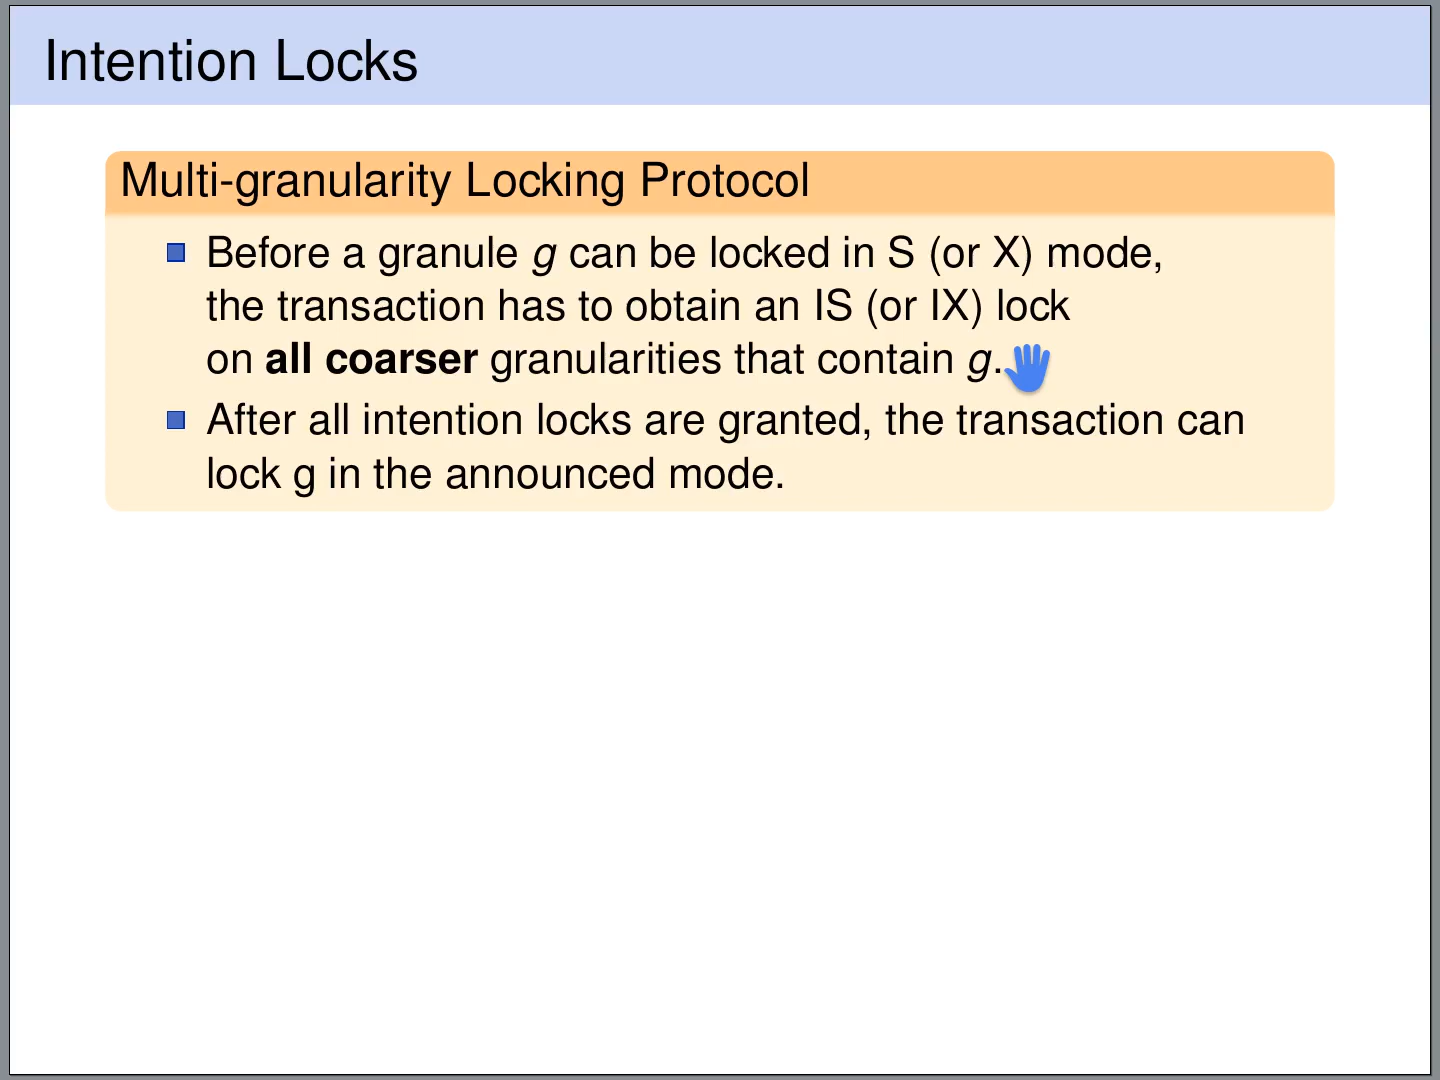 Intention Locks
Multi-granularity Locking Protocol
Before a granule g can be locked in S (or X) mode,
the transaction has to obtain an IS (or IX) lock
on all coarser granularities that contain g.
After all intention locks are granted, the transaction can
lock g in the announced mode.